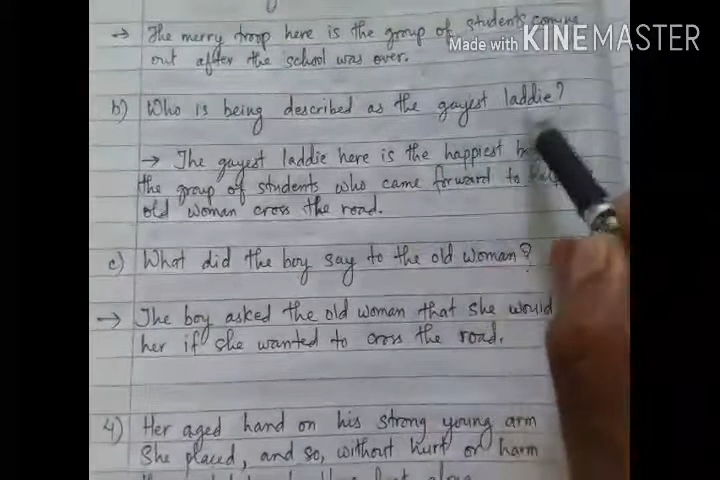 → The merry troop here is the group of students coming
out after the school was over.
Made with KINEMASTER
b) Who is being described as the gayest laddie?
→ The gayest laddie here is the happiest
the group of students who came forward to
old woman cross the road.
c) What did the boy say to the old woman?
→ The boy asked the old woman that she would
her if she wanted to cross the road.
4) Her aged hand on his strong young arm
She placed, and so, without hurt or harm